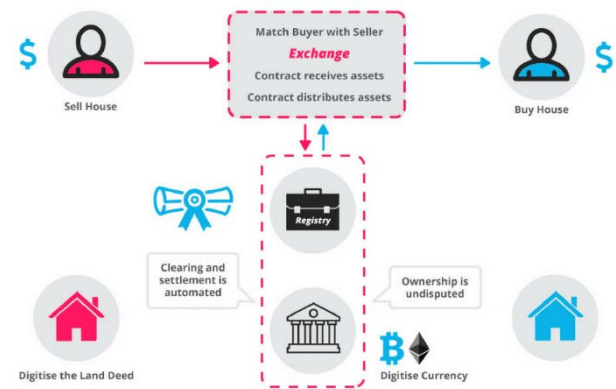 Match Buyer with Seller
Exchange
Contract receives assets
Contract distributes assets
$
$
Sell House
Buy House
Registry
Clearing and
settlement is
automated
Ownership is
undisputed
Digitise the Land Deed
Digitise Currency